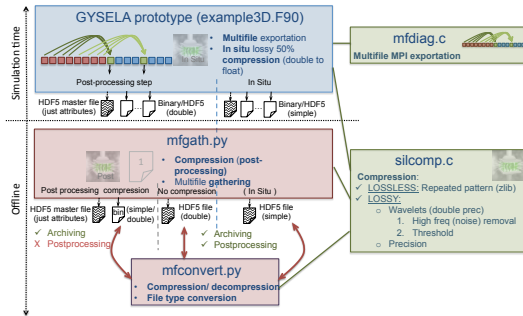 Simulation time
GYSELA prototype (example3D.F90)
• Multifile exportation
• In situ lossy 50% compression (double to float)
In Situ
Post-processing step
In Situ
HDF5 master file
(just attributes)
Binary/HDF5
(double)
Binary/HDF5
(simple)
mfdiag.c
Multifile MPI exportation
Offline
mfgath.py
Post
1
• Compression (post-
processing)
• Multifile gathering
Post processing compression
No compression
( In Situ )
HDF5 master file
(just attributes)
bin
(simple/
double)
HDF5 file
(double)
HDF5 file
(simple)
✓ Archiving
X Postprocessing
✓ Archiving
✓ Postprocessing
silcomp.c
Compression:
✓ LOSSLESS: Repeated pattern (zlib)
✓ LOSSY:
o Wavelets (double prec)
1. High freq (noise) removal
2. Threshold
o Precision
mfconvert.py
• Compression/ decompression
• File type conversion